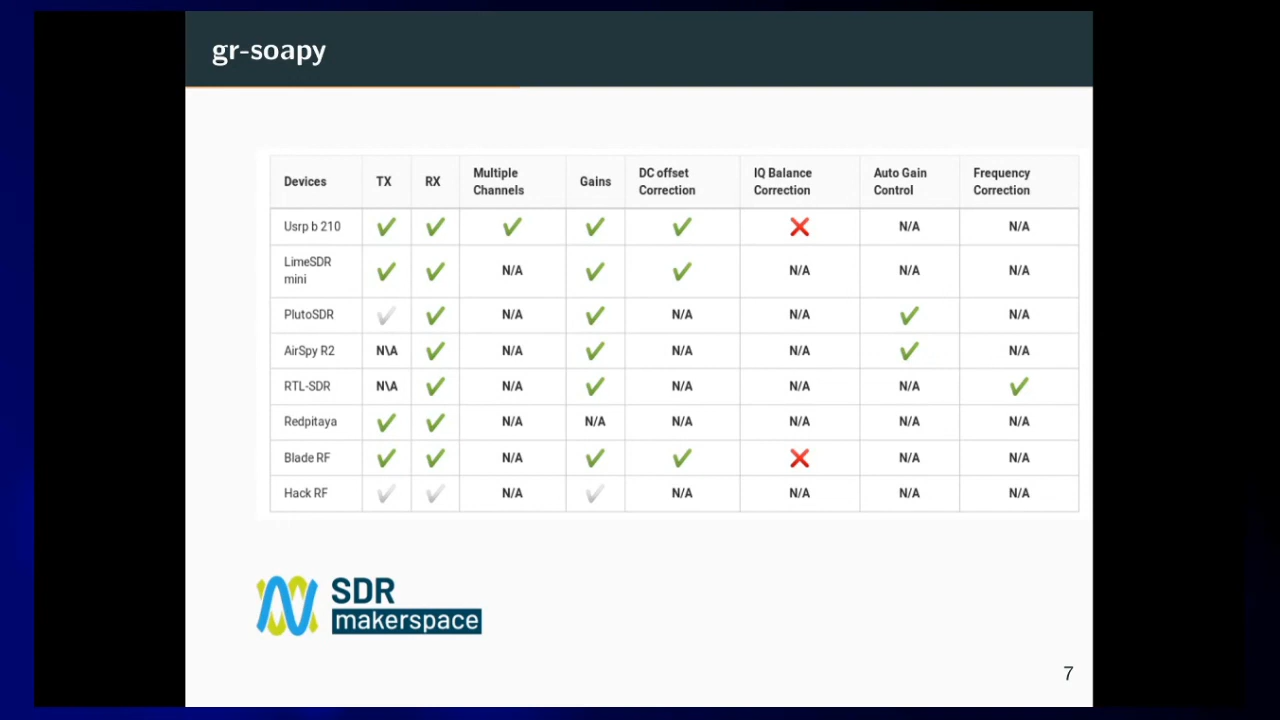 gr-soapy
Devices TX RX Multiple Channels Gains DC offset Correction IQ Balance Correction Auto Gain Control Frequency Correction
Usrp b 210 ✔ ✔ ✔ ✔ ✔ ❌ N/A N/A
LimeSDR mini ✔ ✔ N/A ✔ ✔ N/A N/A N/A
PlutoSDR ✔ ✔ N/A ✔ N/A N/A ✔ N/A
AirSpy R2 N\A ✔ N/A ✔ N/A N/A ✔ N/A
RTL-SDR N\A ✔ N/A ✔ N/A N/A N/A ✔
Redpitaya ✔ ✔ N/A N/A N/A N/A N/A N/A
Blade RF ✔ ✔ N/A ✔ ✔ ❌ N/A N/A
Hack RF ✔ ✔ N/A ✔ N/A N/A N/A N/A
SDR
makerspace
7